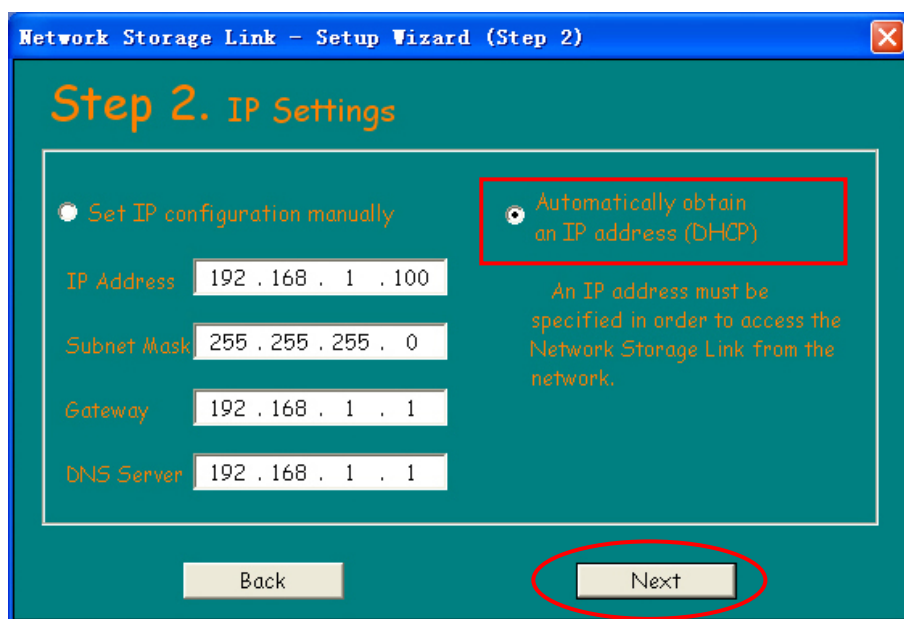 Network Storage Link - Setup Wizard (Step 2)
Step 2. IP Settings
Set IP configuration manually
IP Address 192 . 168 . 1 . 100
Subnet Mask 255 . 255 . 255 . 0
Gateway 192 . 168 . 1 . 1
DNS Server 192 . 168 . 1 . 1
Automatically obtain
an IP address (DHCP)
An IP address must be
specified in order to access the
Network Storage Link from the
network.
Back
Next